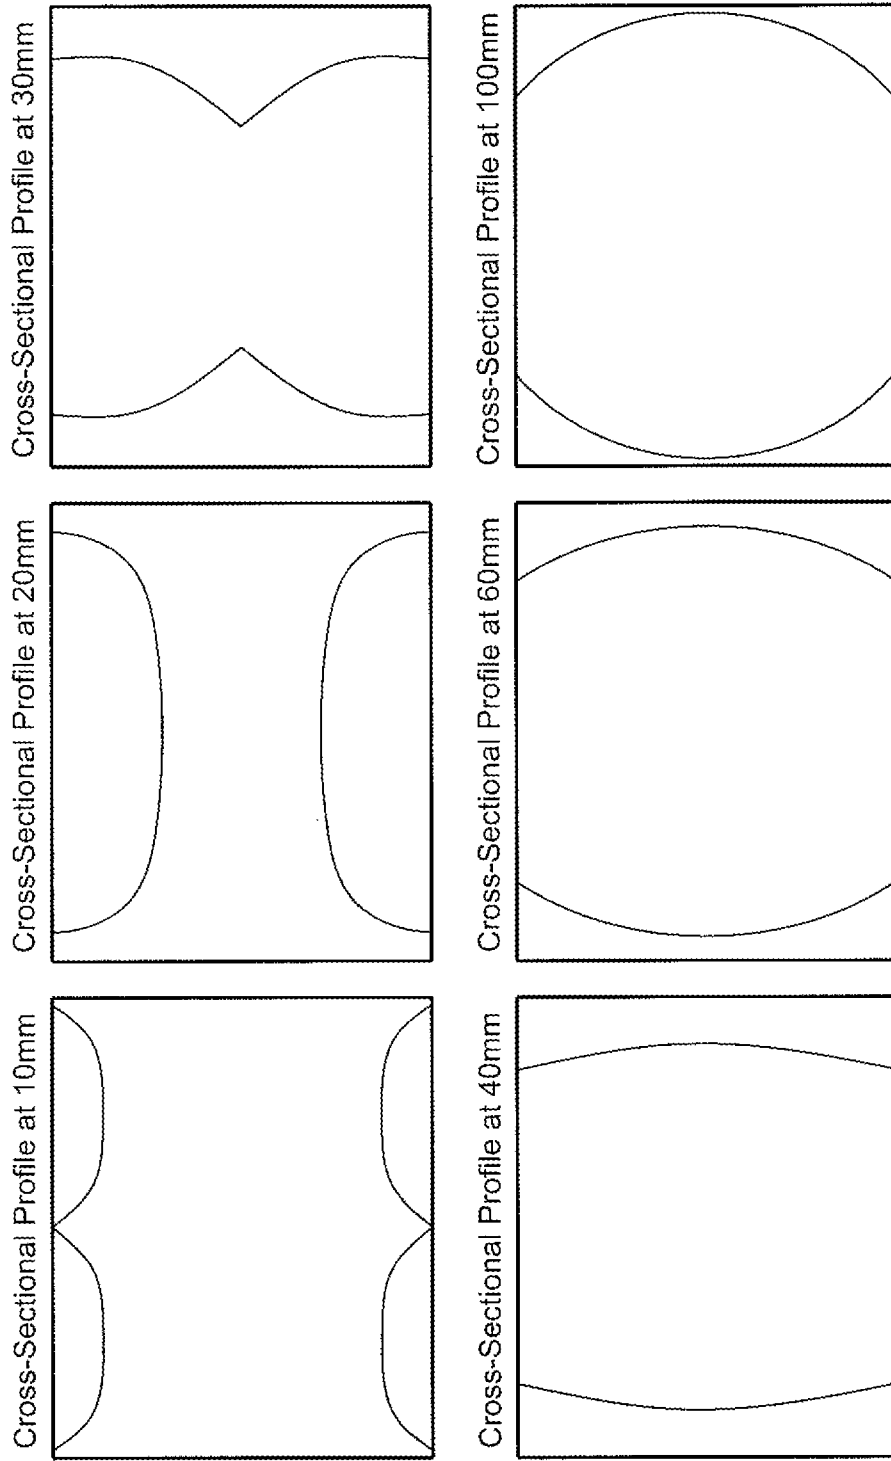 Cross-Sectional Profile at 10mm
Cross-Sectional Profile at 20mm
Cross-Sectional Profile at 30mm
Cross-Sectional Profile at 40mm
Cross-Sectional Profile at 60mm
Cross-Sectional Profile at 100mm